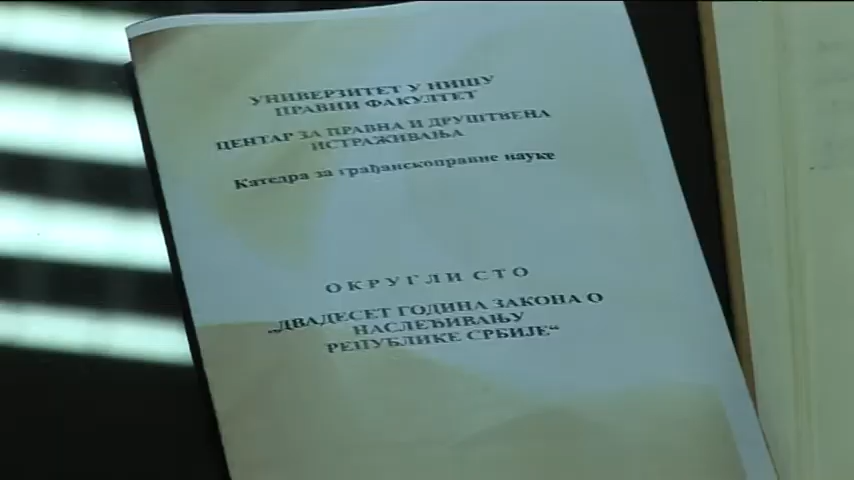 УНИВЕРЗИТЕТ У НИШУ
ПРАВНИ ФАКУЛТЕТ
ЦЕНТАР ЗА ПРАВНА И ДРУШТВЕНА
ИСТРАЖИВАЊА
Катедра за грађанскоправне науке
ОКРУГЛИ СТО
„ДВАДЕСЕТ ГОДИНА ЗАКОНА О
НАСЛЕЂИВАЊУ
РЕПУБЛИКЕ СРБИЈЕ“